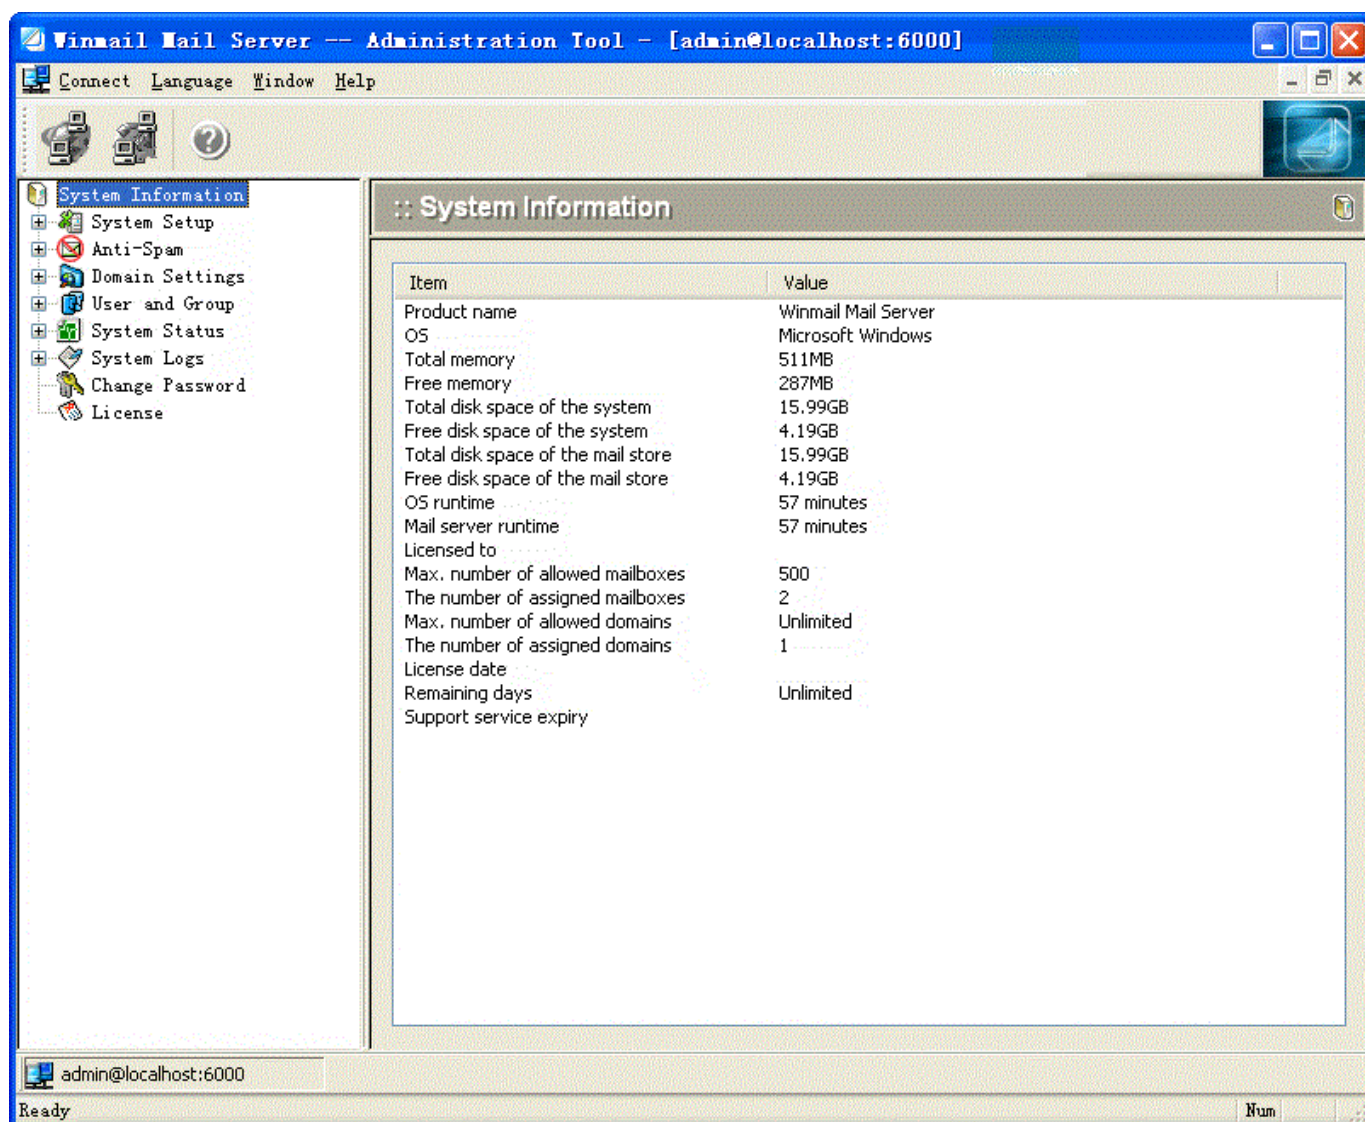 Winmail Mail Server -- Administration Tool - [admin@localhost:6000]
Connect Language Window Help
System Information
System Setup
Anti-Spam
Domain Settings
User and Group
System Status
System Logs
Change Password
License
:: System Information
Item Value
Product name Winmail Mail Server
OS Microsoft Windows
Total memory 511MB
Free memory 287MB
Total disk space of the system 15.99GB
Free disk space of the system 4.19GB
Total disk space of the mail store 15.99GB
Free disk space of the mail store 4.19GB
OS runtime 57 minutes
Mail server runtime 57 minutes
Licensed to
Max. number of allowed mailboxes 500
The number of assigned mailboxes 2
Max. number of allowed domains Unlimited
The number of assigned domains 1
License date
Remaining days Unlimited
Support service expiry
admin@localhost:6000
Ready Num